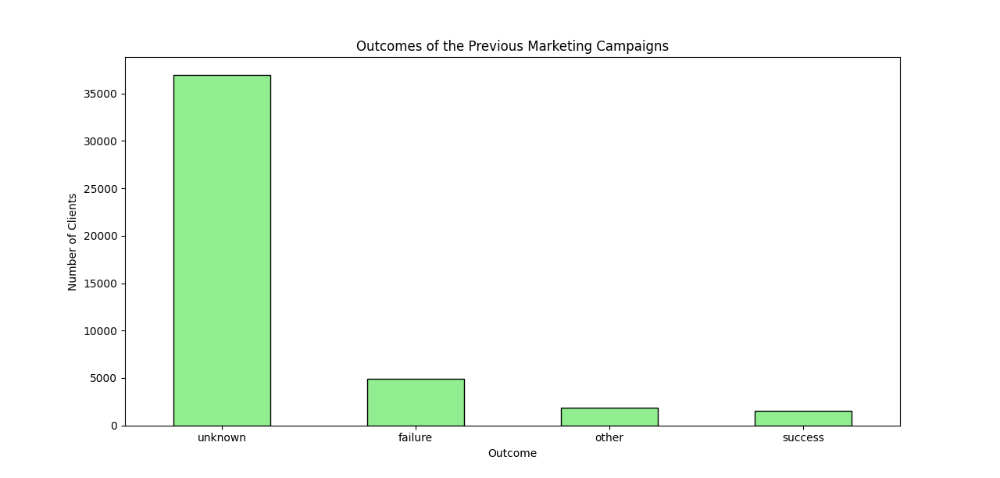 Outcomes of the Previous Marketing Campaigns
35000
30000
25000
20000
15000
10000
5000
0
Number of Clients
unknown failure other success
Outcome